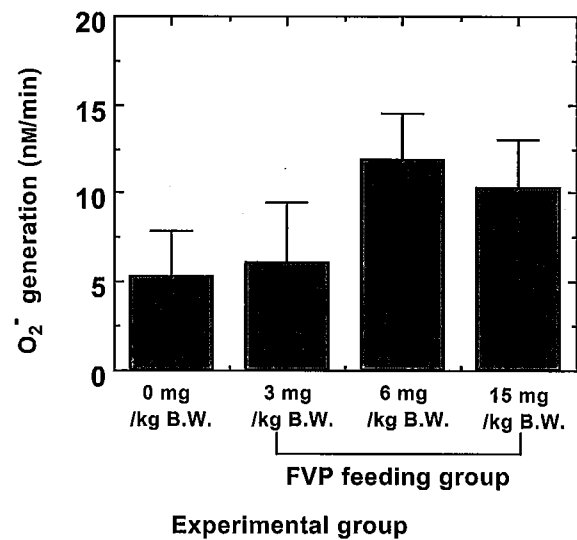 O2- generation (nM/min)
20
15
10
5
0
0 mg 3 mg 6 mg 15 mg
/kg B.W. /kg B.W. /kg B.W. /kg B.W.
FVP feeding group
Experimental group